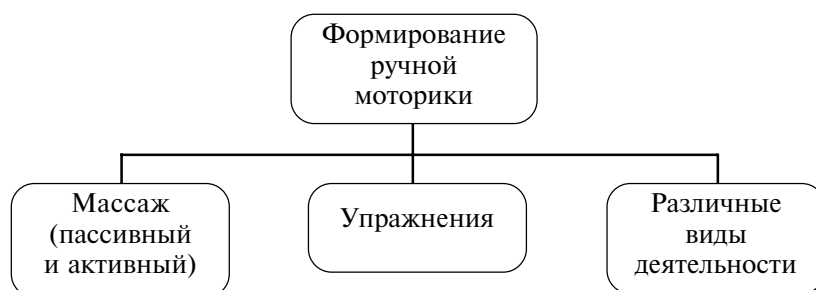 Формирование
ручной
моторики
Массаж
(пассивный
и активный)
Упражнения
Различные
виды
деятельности